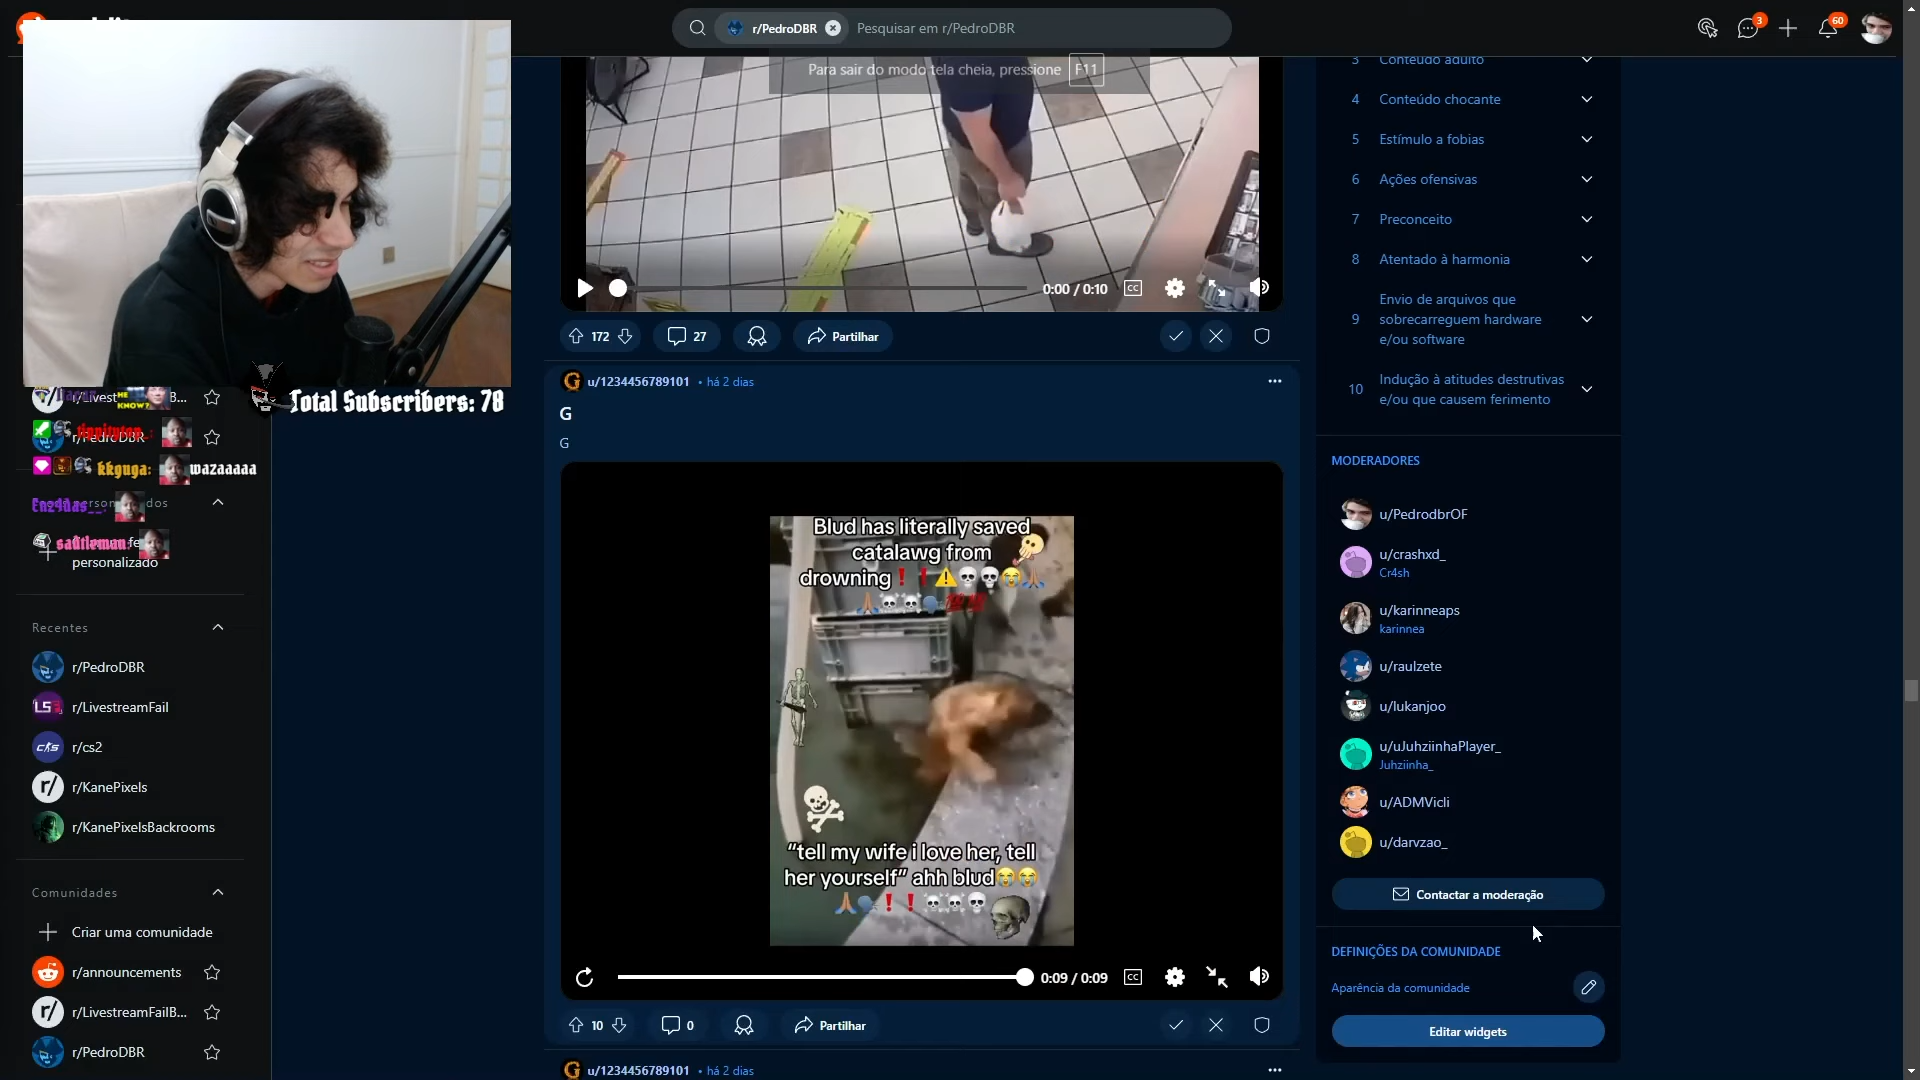 r/PedroDBR
Pesquisar em r/PedroDBR
3
60
Para sair do modo tela cheia, pressione F11
Total Subscribers: 78
kkguga: wazaaaaa
personalizado
Recentes
r/PedroDBR
r/LivestreamFail
r/cs2
r/KanePixels
r/KanePixelsBackrooms
Comunidades
Criar uma comunidade
r/announcements
r/LivestreamFailB...
r/PedroDBR
0:00 / 0:10
CC
172
27
Partilhar
u/1234456789101 • há 2 dias
G
G
Blud has literally saved
catalawg from
drowning❗❗⚠️💀💀😭🙏🏽
🙏🏽☠️☠️🗣️💯💯
“tell my wife i love her, tell
her yourself” ahh blud😭😭
🙏🏽🗣️❗❗☠️☠️💀
0:09 / 0:09
CC
10
0
Partilhar
u/1234456789101 • há 2 dias
3 Conteúdo adulto
4 Conteúdo chocante
5 Estímulo a fobias
6 Ações ofensivas
7 Preconceito
8 Atentado à harmonia
9 Envio de arquivos que
sobrecarreguem hardware
e/ou software
10 Indução à atitudes destrutivas
e/ou que causem ferimento
MODERADORES
u/PedrodbrOF
u/crashxd_
Cr4sh
u/karinneaps
karinnea
u/raulzete
u/lukanjoo
u/uJuhziinhaPlayer_
Juhziinha_
u/ADMVicli
u/darvzao_
Contactar a moderação
DEFINIÇÕES DA COMUNIDADE
Aparência da comunidade
Editar widgets